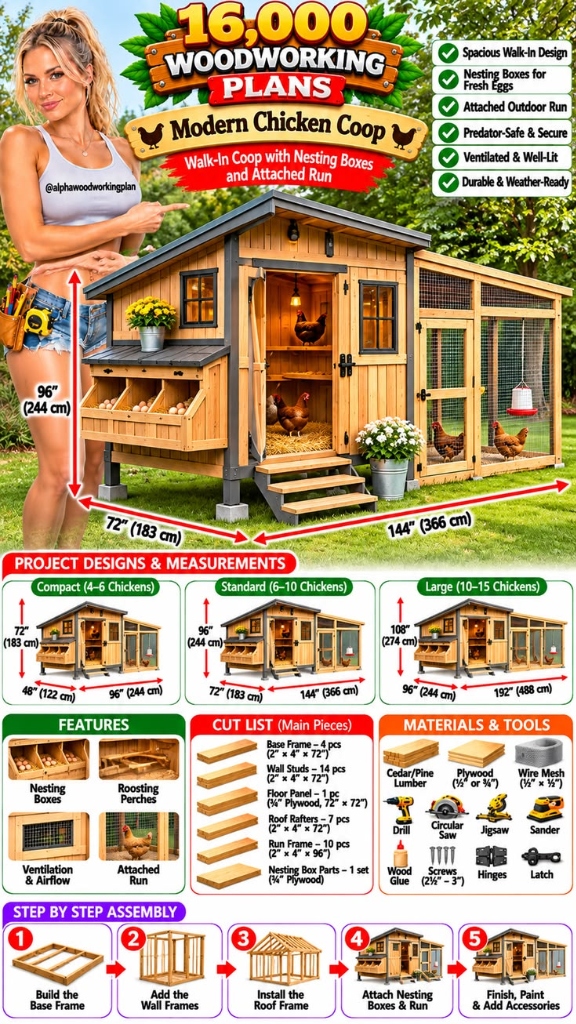 16,000
WOODWORKING
PLANS
Modern Chicken Coop
Walk-In Coop with Nesting Boxes
and Attached Run
Spacious Walk-In Design
Nesting Boxes for
Fresh Eggs
Attached Outdoor Run
Predator-Safe & Secure
Ventilated & Well-Lit
Durable & Weather-Ready
@alphawoodworkingplan
96"
(244 cm)
72" (183 cm)
144" (366 cm)
PROJECT DESIGNS & MEASUREMENTS
Compact (4–6 Chickens)
72"
(183 cm)
48" (122 cm)
96" (244 cm)
Standard (6–10 Chickens)
96"
(244 cm)
72" (183 cm)
144" (366 cm)
Large (10–15 Chickens)
108"
(274 cm)
96" (244 cm)
192" (488 cm)
FEATURES
Nesting
Boxes
Roosting
Perches
Ventilation
& Airflow
Attached
Run
CUT LIST (Main Pieces)
Base Frame – 4 pcs
(2" × 4" × 72")
Wall Studs – 14 pcs
(2" × 4" × 72")
Floor Panel – 1 pc
(¾" Plywood, 72" × 72")
Roof Rafters – 7 pcs
(2" × 4" × 72")
Run Frame – 10 pcs
(2" × 4" × 96")
Nesting Box Parts – 1 set
(¾" Plywood)
MATERIALS & TOOLS
Cedar/Pine
Lumber
Plywood
(½" or ¾")
Wire Mesh
(½" × ½")
Drill
Circular
Saw
Jigsaw
Sander
Wood
Glue
Screws
(2½" – 3")
Hinges
Latch
STEP BY STEP ASSEMBLY
1
Build the
Base Frame
2
Add the
Wall Frames
3
Install the
Roof Frame
4
Attach Nesting
Boxes & Run
5
Finish, Paint
& Add Accessories